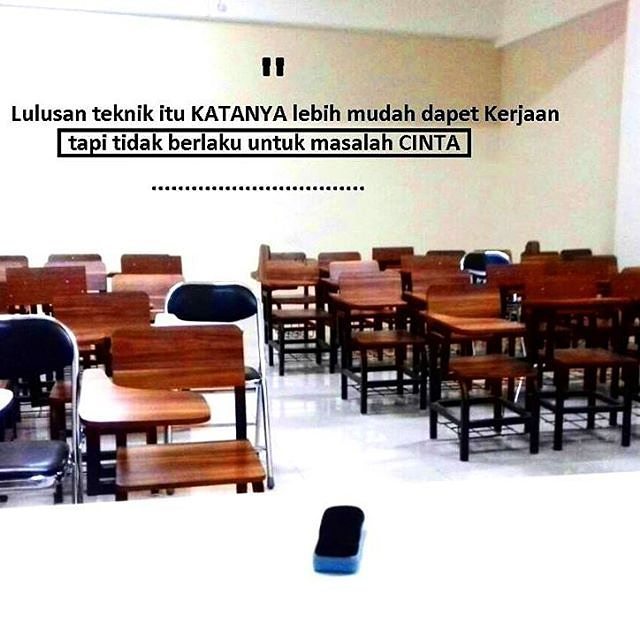 "
Lulusan teknik itu KATANYA lebih mudah dapet Kerjaan
tapi tidak berlaku untuk masalah CINTA
..................................